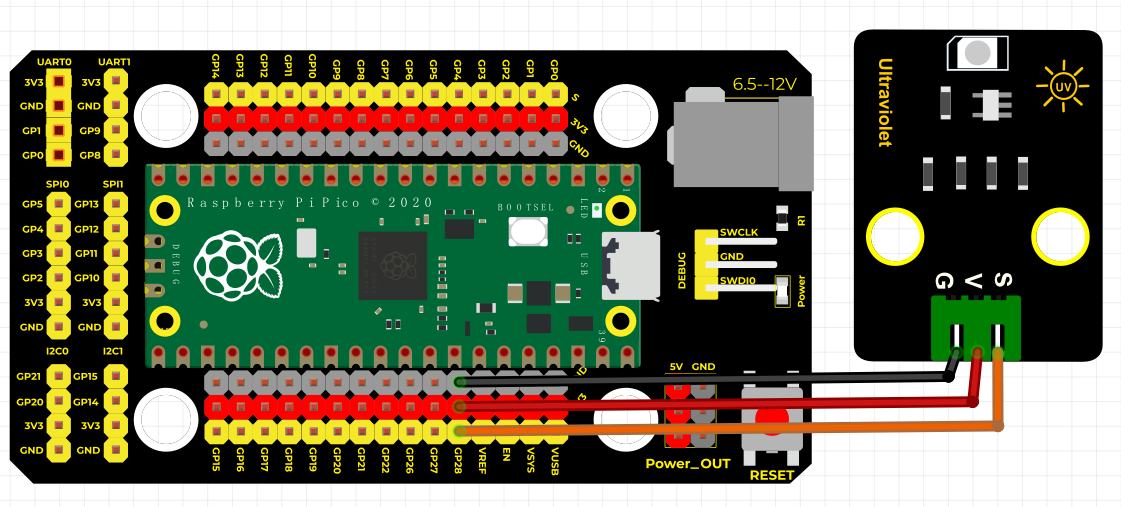 UART0
3V3
GND
GP1
GP0
UART1
3V3
GND
GP9
GP8
SPI0
GP5
GP4
GP3
GP2
3V3
GND
SPI1
GP13
GP12
GP11
GP10
3V3
GND
I2C0
GP21
GP20
3V3
GND
I2C1
GP15
GP14
3V3
GND
GP14 GP13 GP12 GP11 GP10 GP9 GP8 GP7 GP6 GP5 GP4 GP3 GP2 GP1 GP0
S
3V3
GND
Raspberry Pi Pico © 2020
BOOTSEL
LED
2
1
DEBUG
USB
39
GP15 GP16 GP17 GP18 GP19 GP20 GP21 GP22 GP26 GP27 GP28 VREF EN VSYS VUSB
6.5--12V
R1
SWCLK
GND
SWDI0
DEBUG
Power
5V GND
Power_OUT
RESET
Ultraviolet
UV
G V S